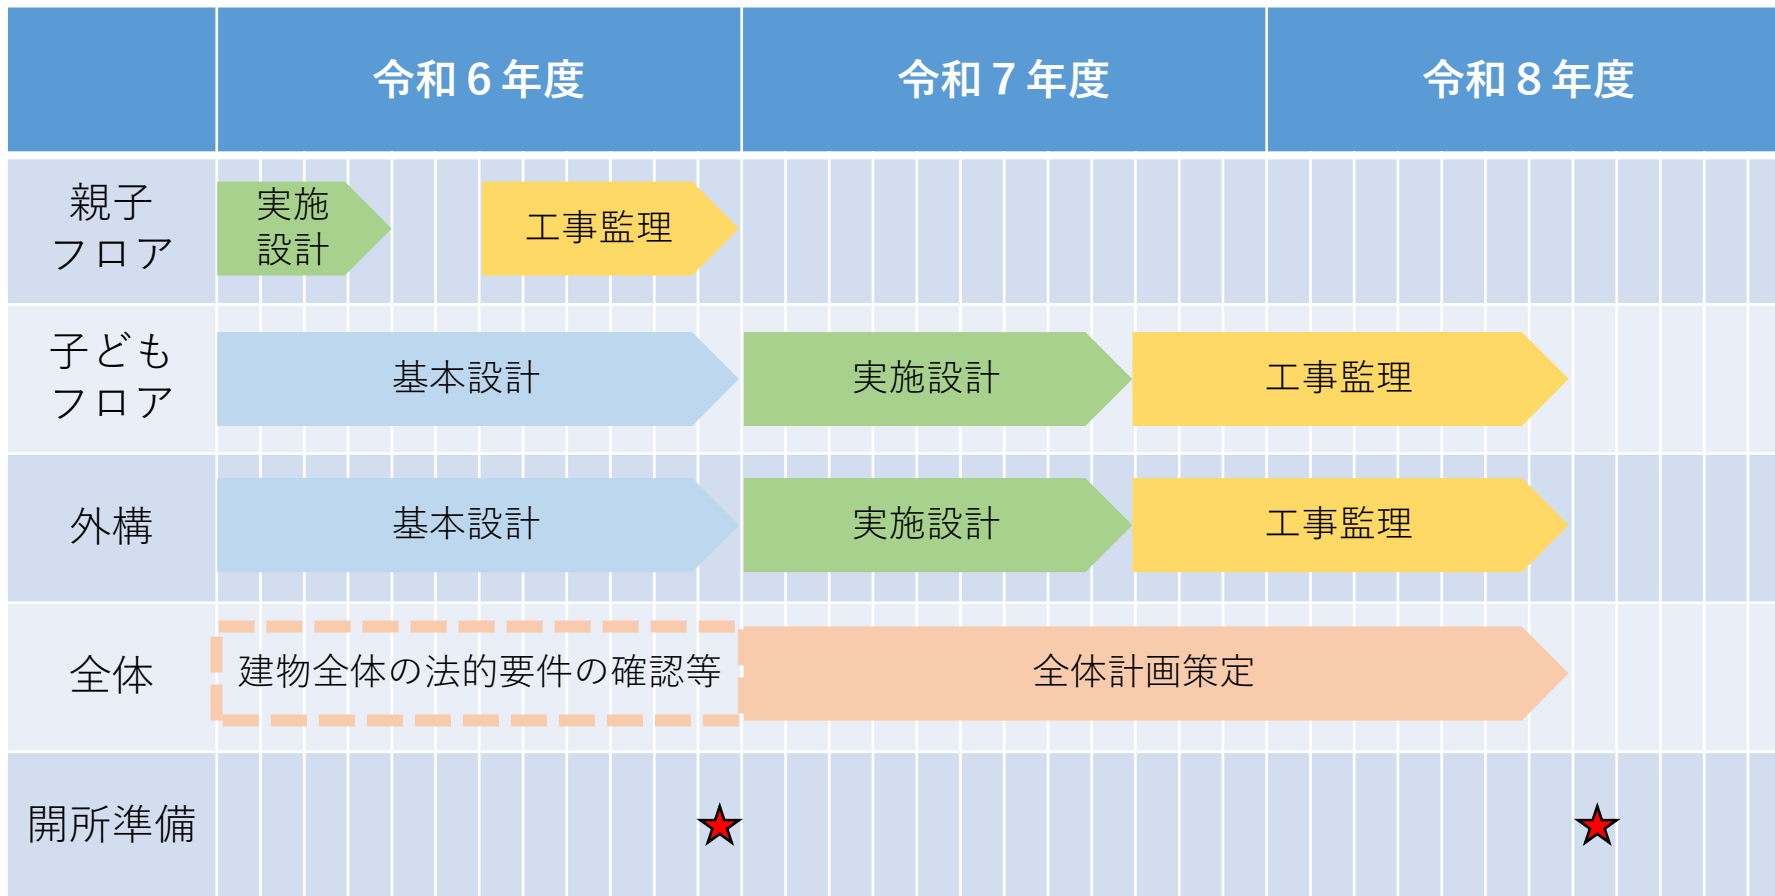 令和６年度
令和７年度
令和８年度
親子
フロア
実施
設計
工事監理
子ども
フロア
基本設計
実施設計
工事監理
外構
基本設計
実施設計
工事監理
全体
建物全体の法的要件の確認等
全体計画策定
開所準備